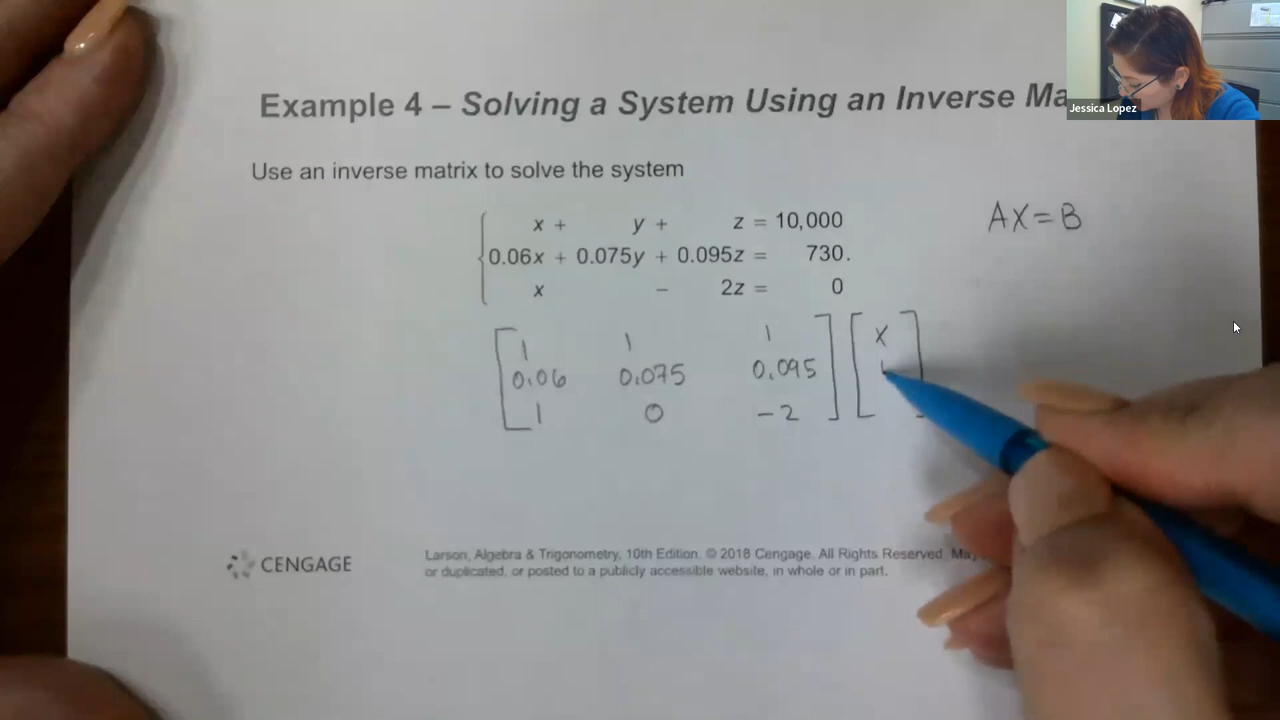 Jessica Lopez
Example 4 – Solving a System Using an Inverse Ma
Use an inverse matrix to solve the system
x + y + z = 10,000
0.06x + 0.075y + 0.095z = 730.
x − 2z = 0
AX=B
1 1 1 x
0.06 0.075 0.095
1 0 -2
CENGAGE
Larson, Algebra & Trigonometry, 10th Edition. © 2018 Cengage. All Rights Reserved.
or duplicated, or posted to a publicly accessible website, in whole or in part.